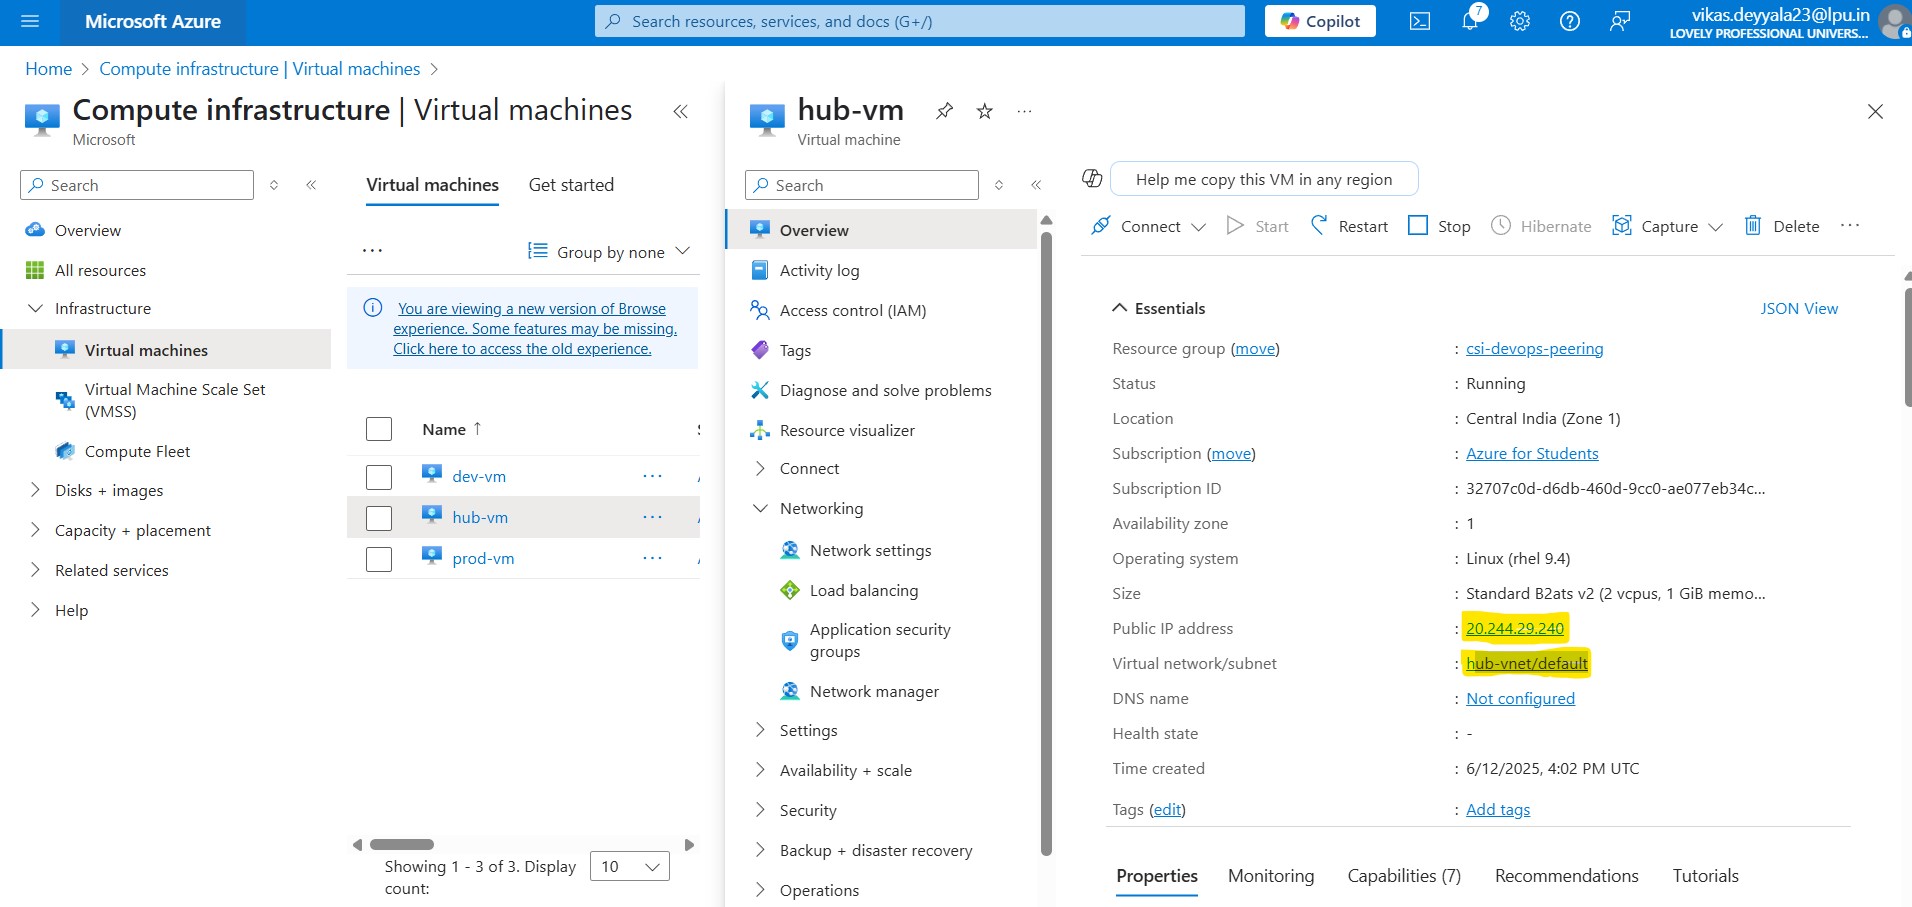 Microsoft Azure
Search resources, services, and docs (G+/)
Copilot
7
vikas.deyyala23@lpu.in
LOVELY PROFESSIONAL UNIVERS...
Home > Compute infrastructure | Virtual machines >
Compute infrastructure | Virtual machines
Microsoft
Search
Overview
All resources
Infrastructure
Virtual machines
Virtual Machine Scale Set
(VMSS)
Compute Fleet
Disks + images
Capacity + placement
Related services
Help
Virtual machines Get started
... Group by none
You are viewing a new version of Browse
experience. Some features may be missing.
Click here to access the old experience.
Name ↑
dev-vm ...
hub-vm ...
prod-vm ...
Showing 1 - 3 of 3. Display
count:
10
hub-vm ...
Virtual machine
Search
Overview
Activity log
Access control (IAM)
Tags
Diagnose and solve problems
Resource visualizer
Connect
Networking
Network settings
Load balancing
Application security
groups
Network manager
Settings
Availability + scale
Security
Backup + disaster recovery
Operations
Help me copy this VM in any region
Connect Start Restart Stop Hibernate Capture Delete ...
Essentials JSON View
Resource group (move) : csi-devops-peering
Status : Running
Location : Central India (Zone 1)
Subscription (move) : Azure for Students
Subscription ID : 32707c0d-d6db-460d-9cc0-ae077eb34c...
Availability zone : 1
Operating system : Linux (rhel 9.4)
Size : Standard B2ats v2 (2 vcpus, 1 GiB memo...
Public IP address : 20.244.29.240
Virtual network/subnet : hub-vnet/default
DNS name : Not configured
Health state : -
Time created : 6/12/2025, 4:02 PM UTC
Tags (edit) : Add tags
Properties Monitoring Capabilities (7) Recommendations Tutorials